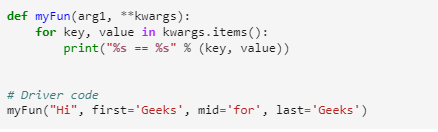 def myFun(arg1, **kwargs):
    for key, value in kwargs.items():
        print("%s == %s" % (key, value))
# Driver code
myFun("Hi", first='Geeks', mid='for', last='Geeks')